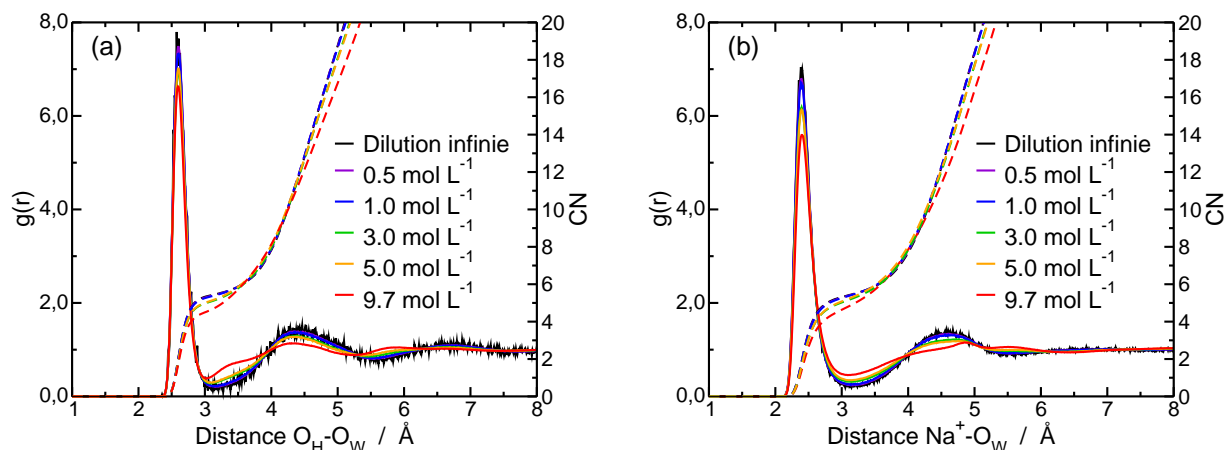 (a)
8,0
6,0
4,0
2,0
0,0
g(r)
20
18
16
14
12
10
8
6
4
2
0
CN
Dilution infinie
0.5 mol L⁻¹
1.0 mol L⁻¹
3.0 mol L⁻¹
5.0 mol L⁻¹
9.7 mol L⁻¹
1 2 3 4 5 6 7 8
Distance O_H-O_W / Å
(b)
8,0
6,0
4,0
2,0
0,0
g(r)
20
18
16
14
12
10
8
6
4
2
0
CN
Dilution infinie
0.5 mol L⁻¹
1.0 mol L⁻¹
3.0 mol L⁻¹
5.0 mol L⁻¹
9.7 mol L⁻¹
1 2 3 4 5 6 7 8
Distance Na⁺-O_W / Å